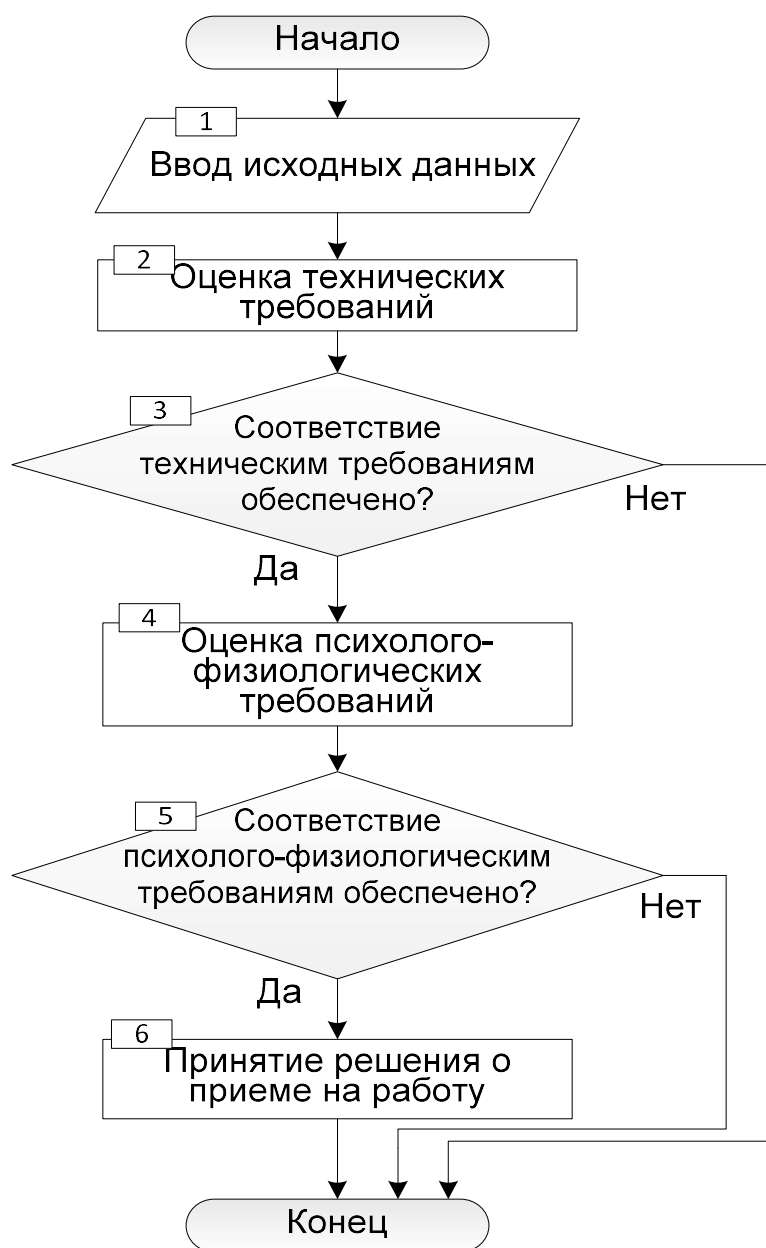 Начало
1
Ввод исходных данных
2
Оценка технических
требований
3
Соответствие
техническим требованиям
обеспечено?
Нет
Да
4
Оценка психолого-
физиологических
требований
5
Соответствие
психолого-физиологическим
требованиям обеспечено?
Нет
Да
6
Принятие решения о
приеме на работу
Конец